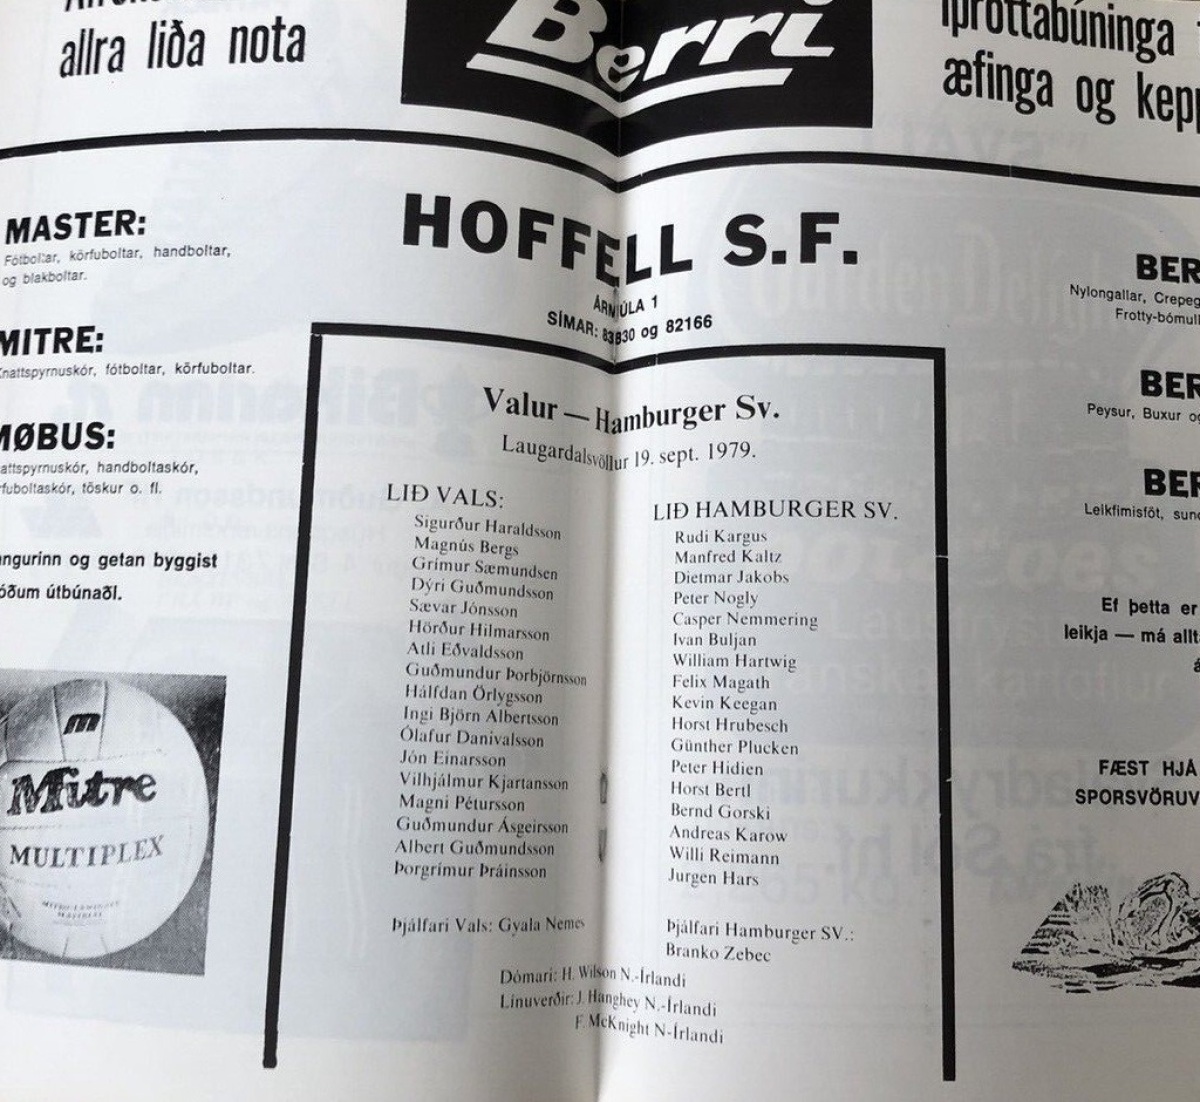 allra liða nota
Berri
íþróttabúninga
æfinga og kepp
MASTER:
Fótboltar, körfuboltar, handboltar,
og blakboltar.
MITRE:
Knattspyrnuskór, fótboltar, körfuboltar.
MØBUS:
attspyrnuskór, handboltaskór,
rfuboltaskór, töskur o. fl.
angurinn og getan byggist
óðum útbúnaðl.
m
Mitre
MULTIPLEX
HOFFELL S.F.
ÁRMÚLA 1
SÍMAR: 83830 og 82166
Valur — Hamburger Sv.
Laugardalsvöllur 19. sept. 1979.
LIÐ VALS:
Sigurður Haraldsson
Magnús Bergs
Grímur Sæmundsen
Dýri Guðmundsson
Sævar Jónsson
Hörður Hilmarsson
Atli Eðvaldsson
Guðmundur Þorbjörnsson
Hálfdan Örlygsson
Ingi Björn Albertsson
Ólafur Danivalsson
Jón Einarsson
Vilhjálmur Kjartansson
Magni Pétursson
Guðmundur Ásgeirsson
Albert Guðmundsson
Þorgrímur Þráinsson
Þjálfari Vals: Gyala Nemes
LIÐ HAMBURGER SV.
Rudi Kargus
Manfred Kaltz
Dietmar Jakobs
Peter Nogly
Casper Nemmering
Ivan Buljan
William Hartwig
Felix Magath
Kevin Keegan
Horst Hrubesch
Günther Plucken
Peter Hidien
Horst Bertl
Bernd Gorski
Andreas Karow
Willi Reimann
Jurgen Hars
Þjálfari Hamburger SV.:
Branko Zebec
Dómari: H. Wilson N.-Írlandi
Línuverðir: J. Hanghey N.-Írlandi
F. McKnight N-Írlandi
BER
Nylongallar, Crepeg
Frotty-bómull
BER
Peysur, Buxur og
BER
Leikfimisföt, sund
Ef þetta er
leikja — má allt
á
FÆST HJÁ
SPORSVÖRUV